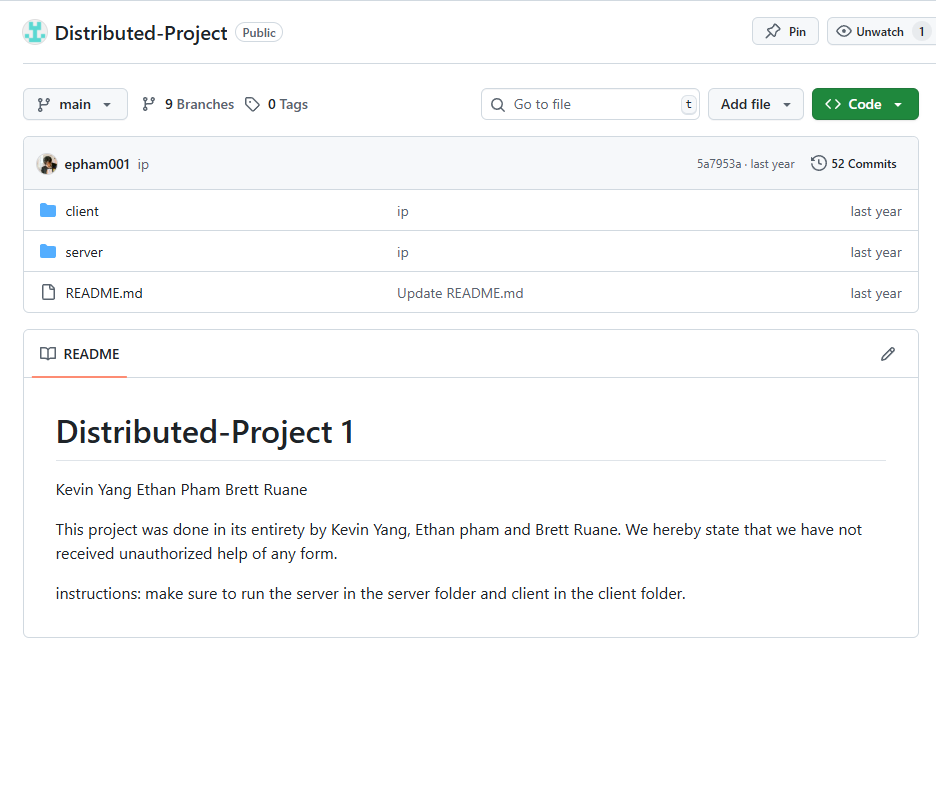 Distributed-Project Public Pin Unwatch 1
main 9 Branches 0 Tags Go to file t Add file Code
epham001 ip 5a7953a · last year 52 Commits
client ip last year
server ip last year
README.md Update README.md last year
README
Distributed-Project 1
Kevin Yang Ethan Pham Brett Ruane
This project was done in its entirety by Kevin Yang, Ethan pham and Brett Ruane. We hereby state that we have not
received unauthorized help of any form.
instructions: make sure to run the server in the server folder and client in the client folder.